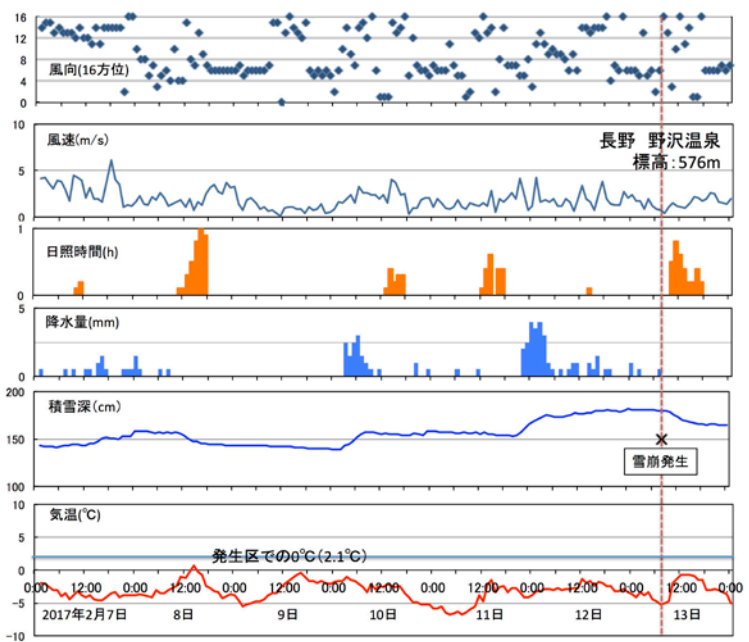 16
12
8
4
0
風向(16方位)
10
5
0
風速(m/s)
長野 野沢温泉
標高:576m
1
0
日照時間(h)
5
0
降水量(mm)
200
150
100
積雪深(cm)
×
雪崩発生
10
5
0
-5
-10
気温(℃)
発生区での0℃(2.1℃)
0:00 12:00 0:00 12:00 0:00 12:00 0:00 12:00 0:00 12:00 0:00 12:00 0:00 12:00 0:00
2017年2月7日 8日 9日 10日 11日 12日 13日